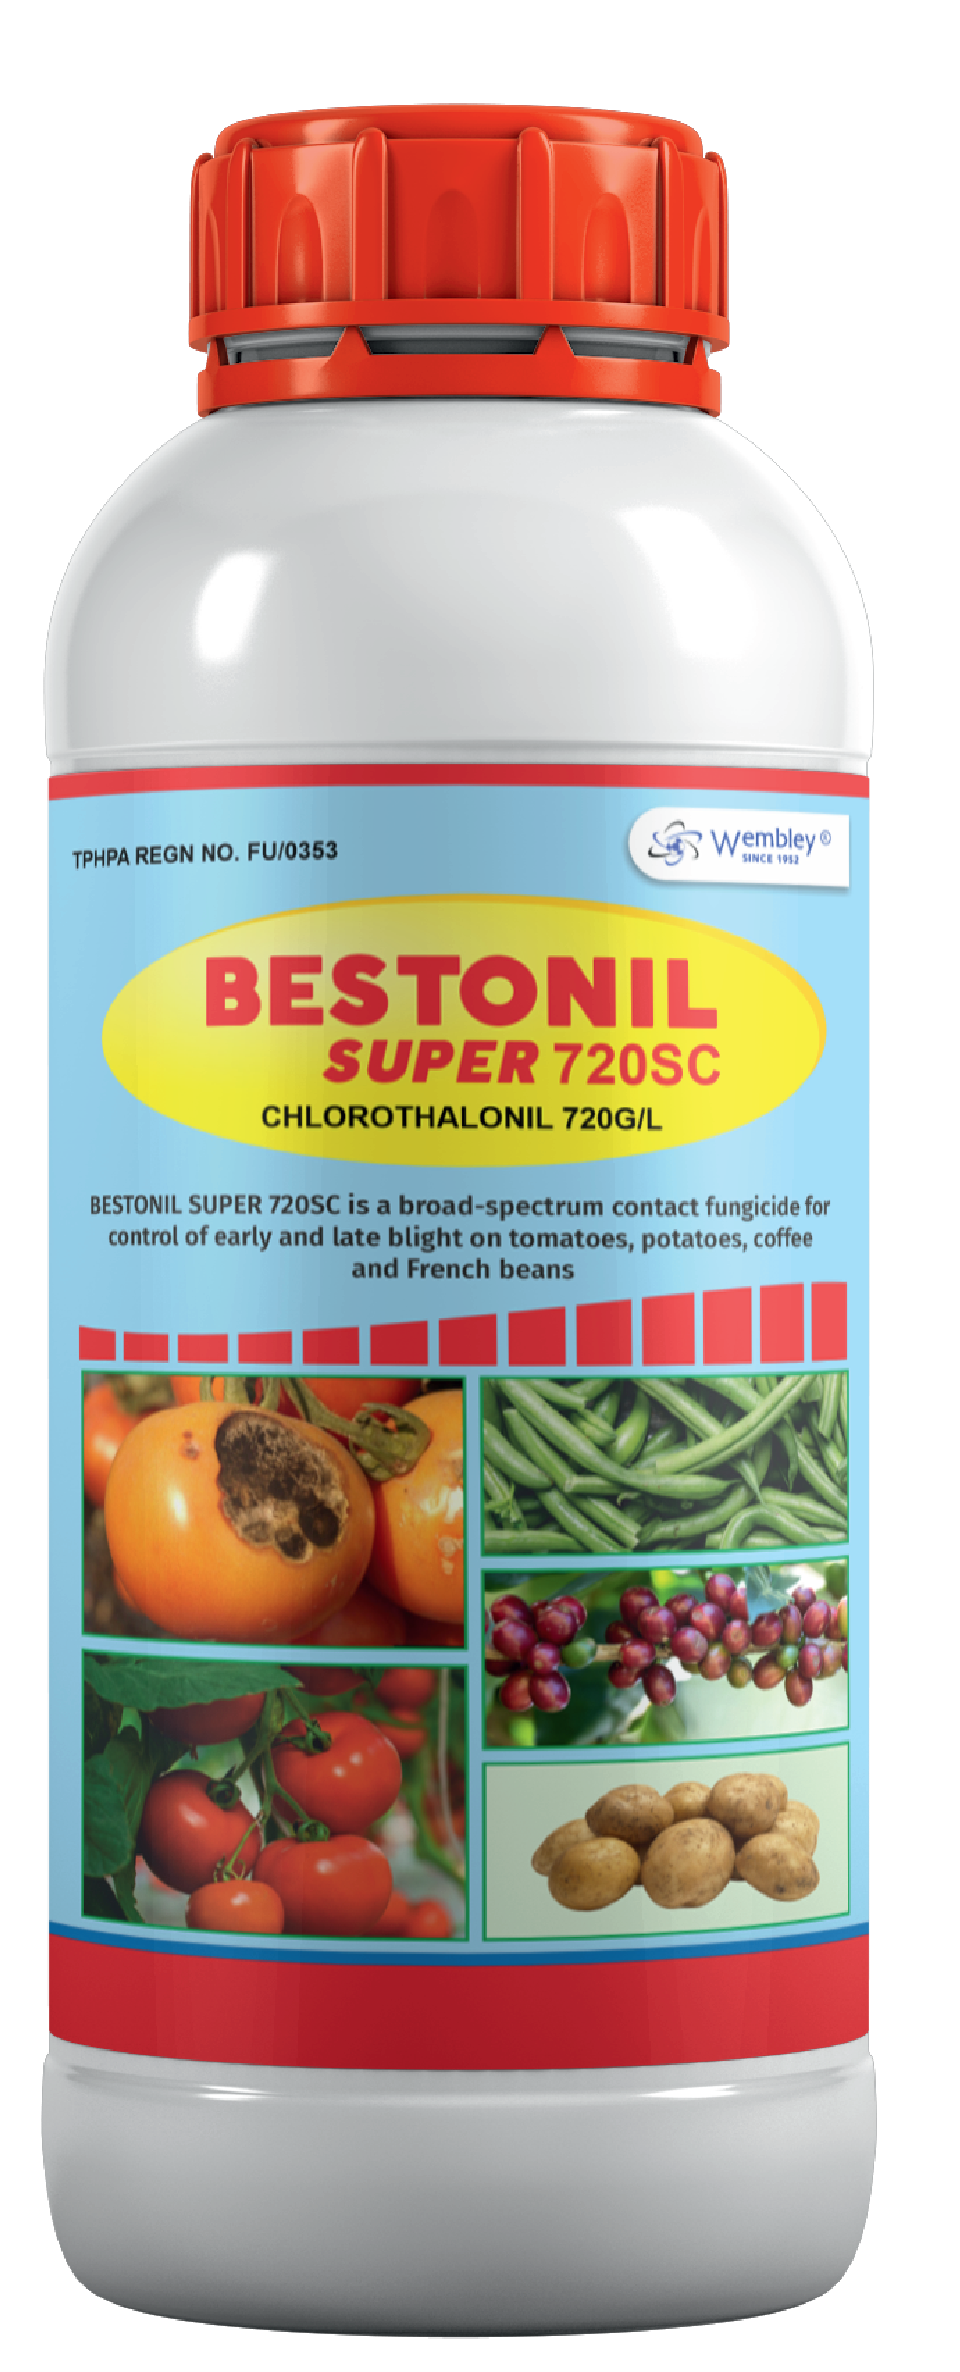 TPHPA REGN NO. FU/0353
Wembley®
SINCE 1952
BESTONIL
SUPER 720SC
CHLOROTHALONIL 720G/L
BESTONIL SUPER 720SC is a broad-spectrum contact fungicide for
control of early and late blight on tomatoes, potatoes, coffee
and French beans